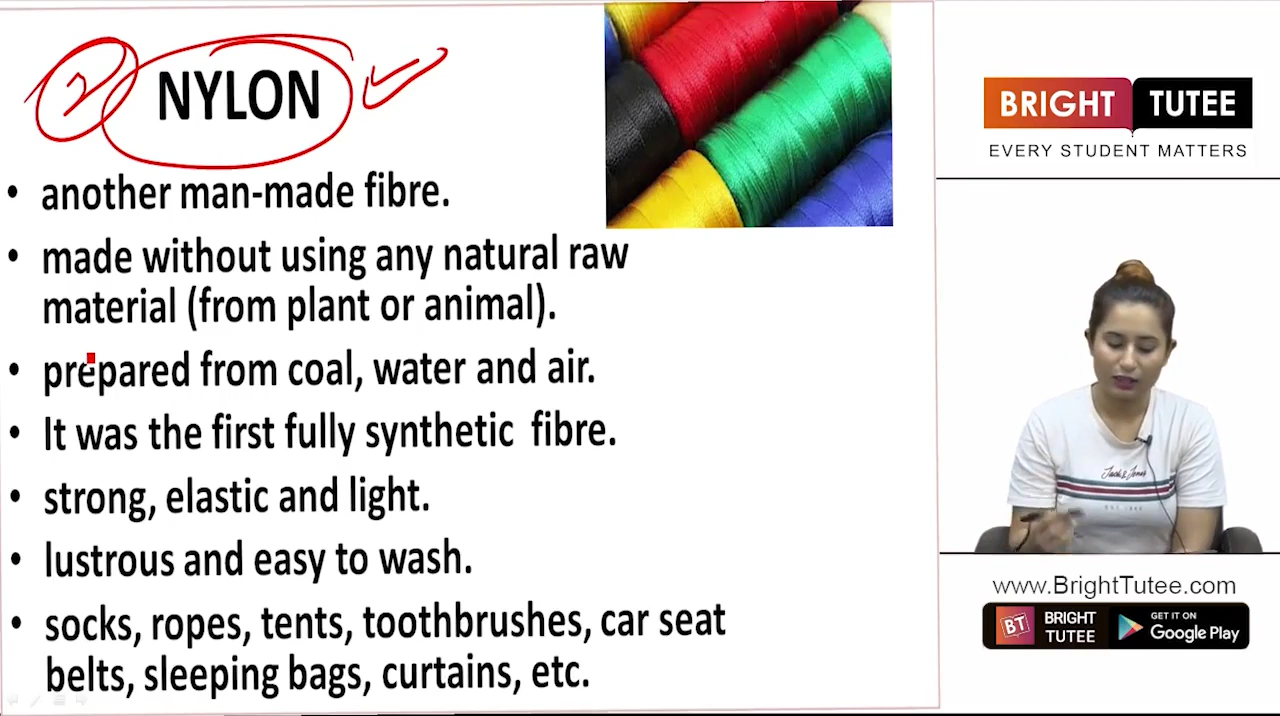 2
NYLON
• another man-made fibre.
• made without using any natural raw
material (from plant or animal).
• prepared from coal, water and air.
• It was the first fully synthetic fibre.
• strong, elastic and light.
• lustrous and easy to wash.
• socks, ropes, tents, toothbrushes, car seat
belts, sleeping bags, curtains, etc.
BRIGHT TUTEE
EVERY STUDENT MATTERS
Jack & Jones
www.BrightTutee.com
BT BRIGHT
TUTEE
GET IT ON
Google Play